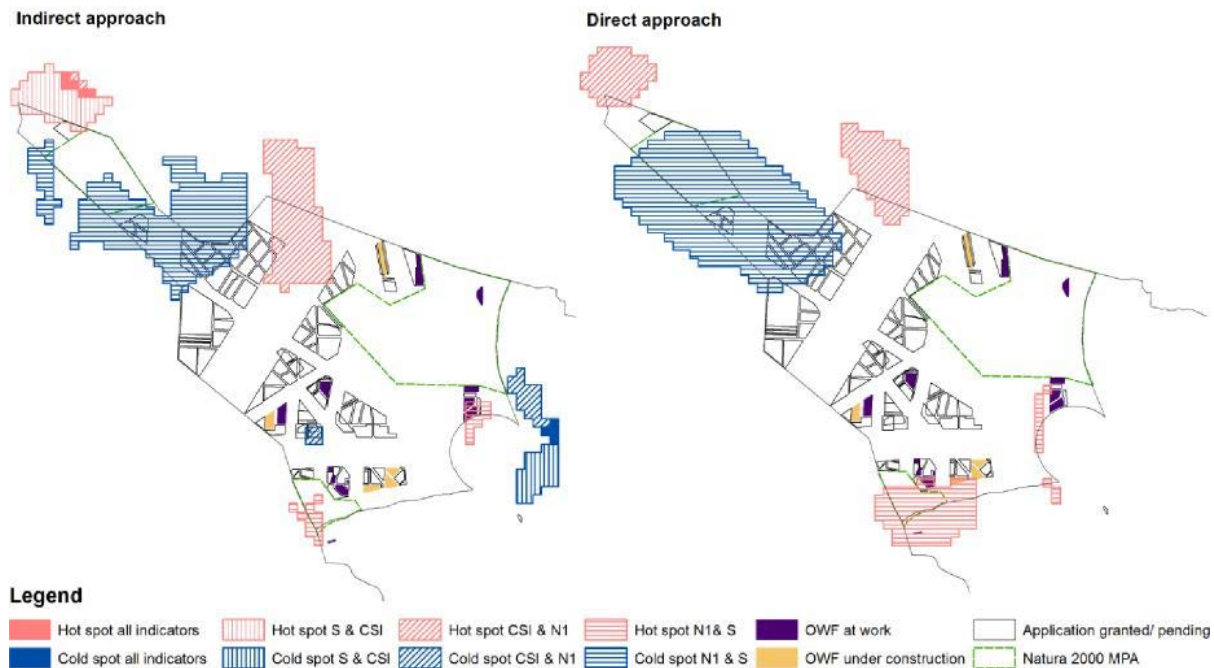 Indirect approach
Direct approach
Legend
Hot spot all indicators
Hot spot S & CSI
Hot spot CSI & N1
Hot spot N1& S
OWF at work
Application granted/ pending
Cold spot all indicators
Cold spot S & CSI
Cold spot CSI & N1
Cold spot N1 & S
OWF under construction
Natura 2000 MPA